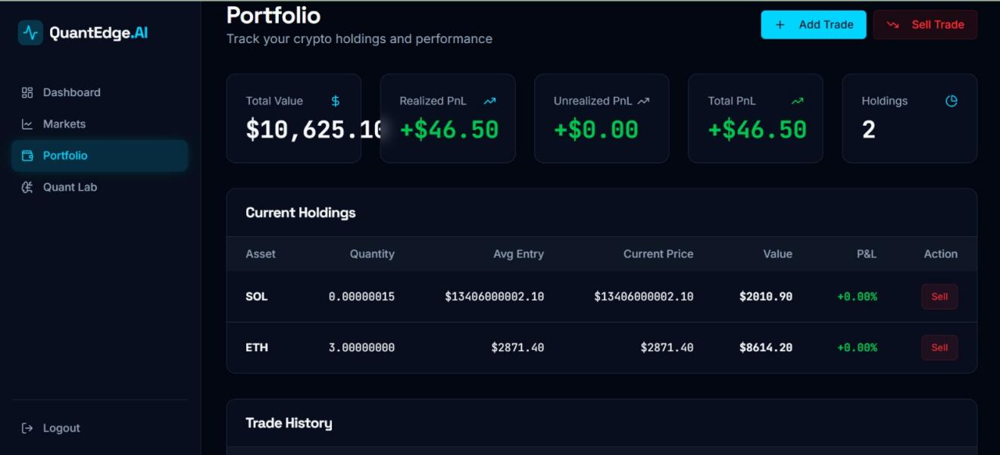 QuantEdge.AI
Dashboard
Markets
Portfolio
Quant Lab
Logout
Portfolio
Track your crypto holdings and performance
+ Add Trade
Sell Trade
Total Value $
$10,625.10
Realized PnL
+$46.50
Unrealized PnL
+$0.00
Total PnL
+$46.50
Holdings
2
Current Holdings
Asset Quantity Avg Entry Current Price Value P&L Action
SOL 0.00000015 $13406000002.10 $13406000002.10 $2010.90 +0.00% Sell
ETH 3.00000000 $2871.40 $2871.40 $8614.20 +0.00% Sell
Trade History